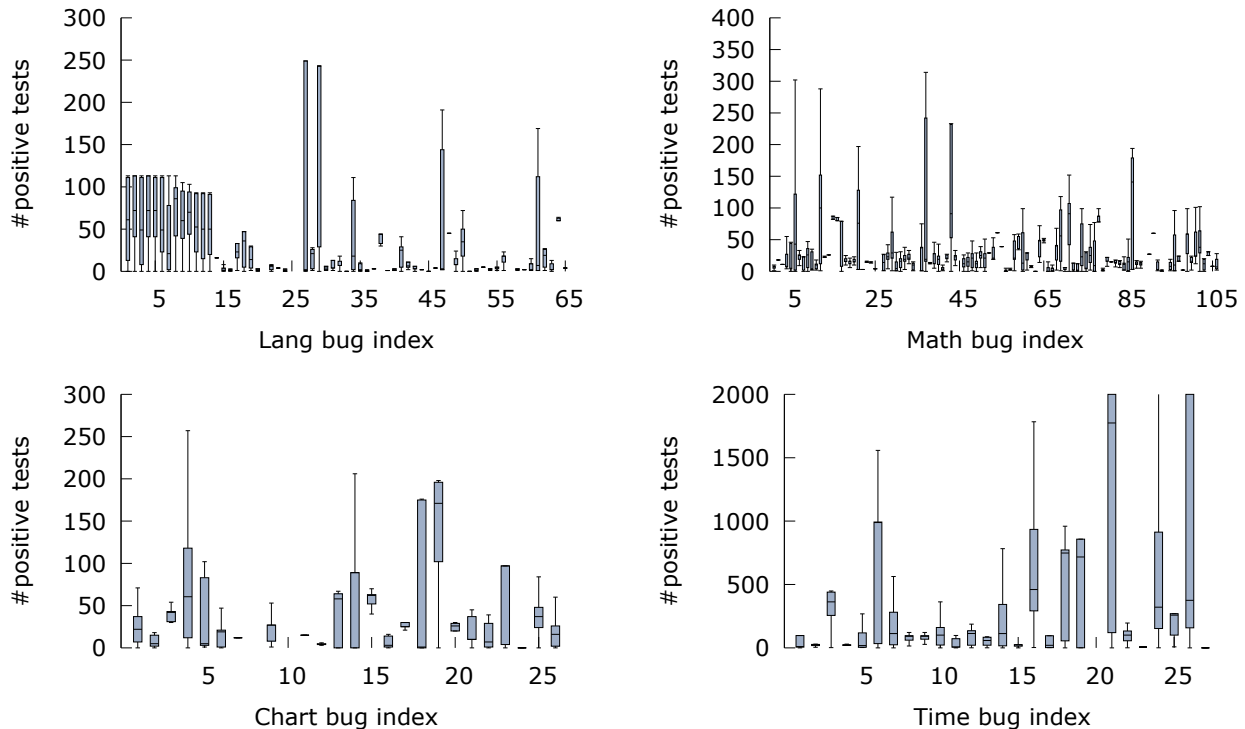 300
250
200
150
100
50
0
#positive tests
5 15 25 35 45 55 65
Lang bug index
400
350
300
250
200
150
100
50
0
#positive tests
5 25 45 65 85 105
Math bug index
300
250
200
150
100
50
0
#positive tests
5 10 15 20 25
Chart bug index
2000
1500
1000
500
0
#positive tests
5 10 15 20 25
Time bug index